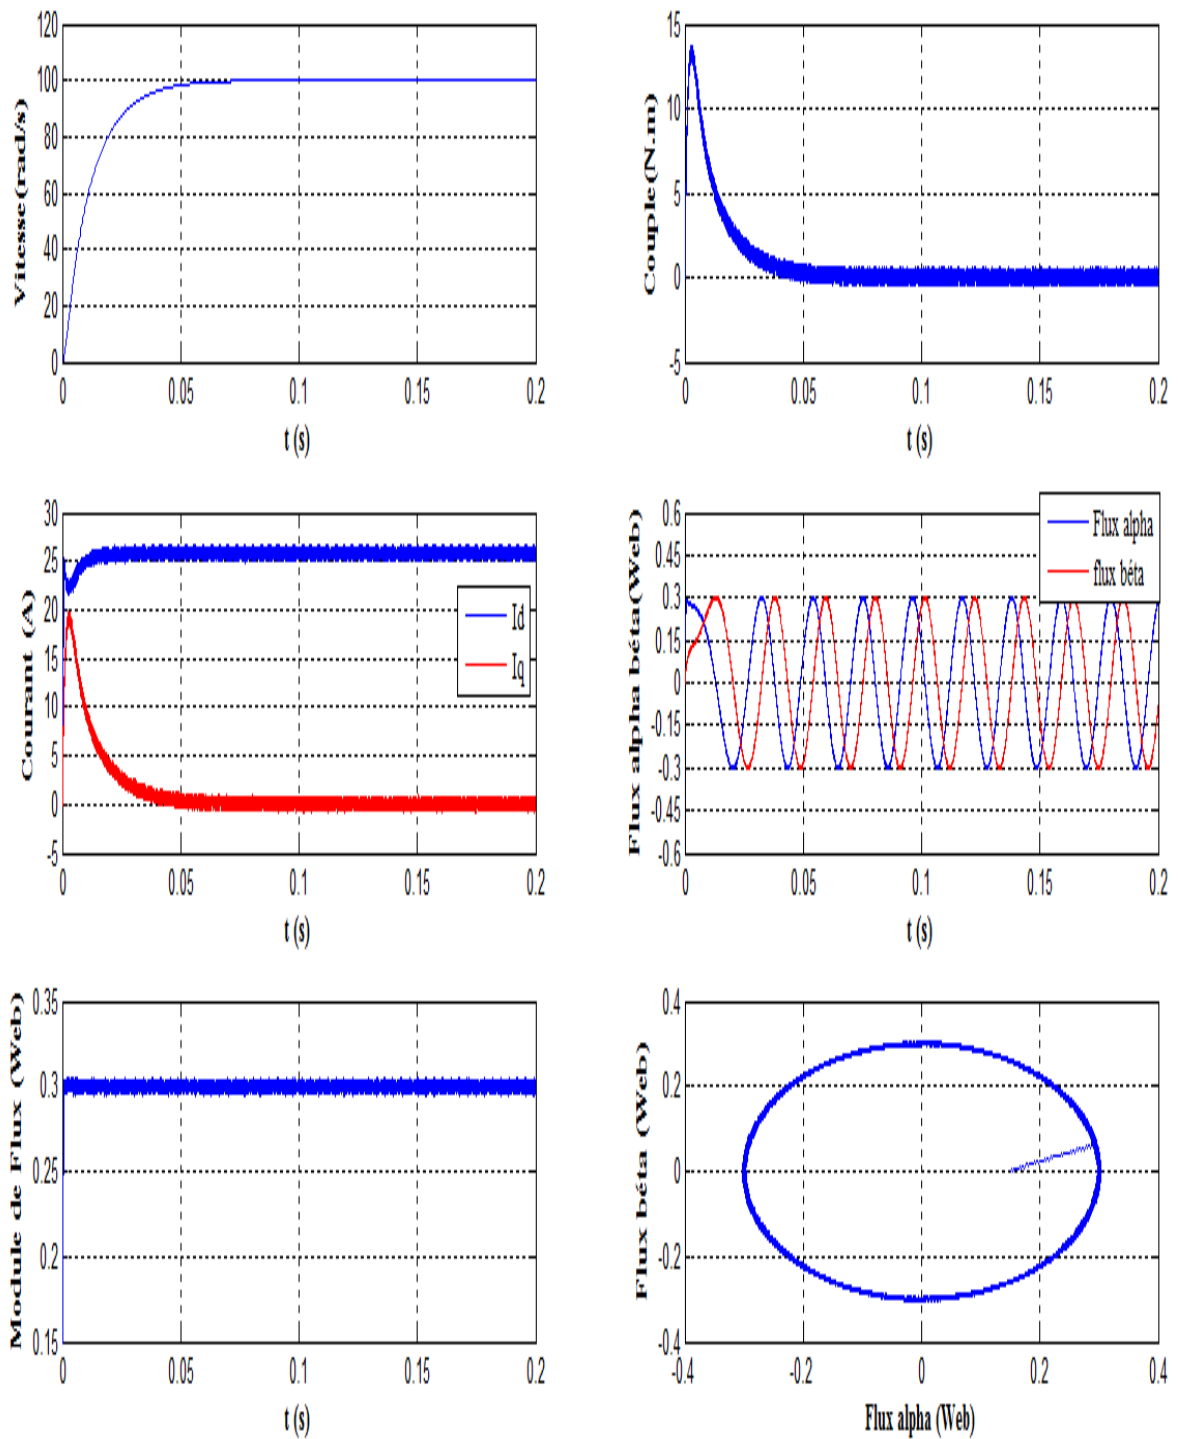 Vitesse(rad/s)
120
100
80
60
40
20
0
0 0.05 0.1 0.15 0.2
t (s)
Couple(N.m)
15
10
5
0
-5
0 0.05 0.1 0.15 0.2
t (s)
Courant (A)
30
25
20
15
10
5
0
-5
Id
Iq
0 0.05 0.1 0.15 0.2
t (s)
Flux alpha béta(Web)
0.6
0.45
0.3
0.15
0
-0.15
-0.3
-0.45
-0.6
Flux alpha
flux béta
0 0.05 0.1 0.15 0.2
t (s)
Module de Flux (Web)
0.35
0.3
0.25
0.2
0.15
0 0.05 0.1 0.15 0.2
t (s)
Flux béta (Web)
0.4
0.2
0
-0.2
-0.4
-0.4 -0.2 0 0.2 0.4
Flux alpha (Web)